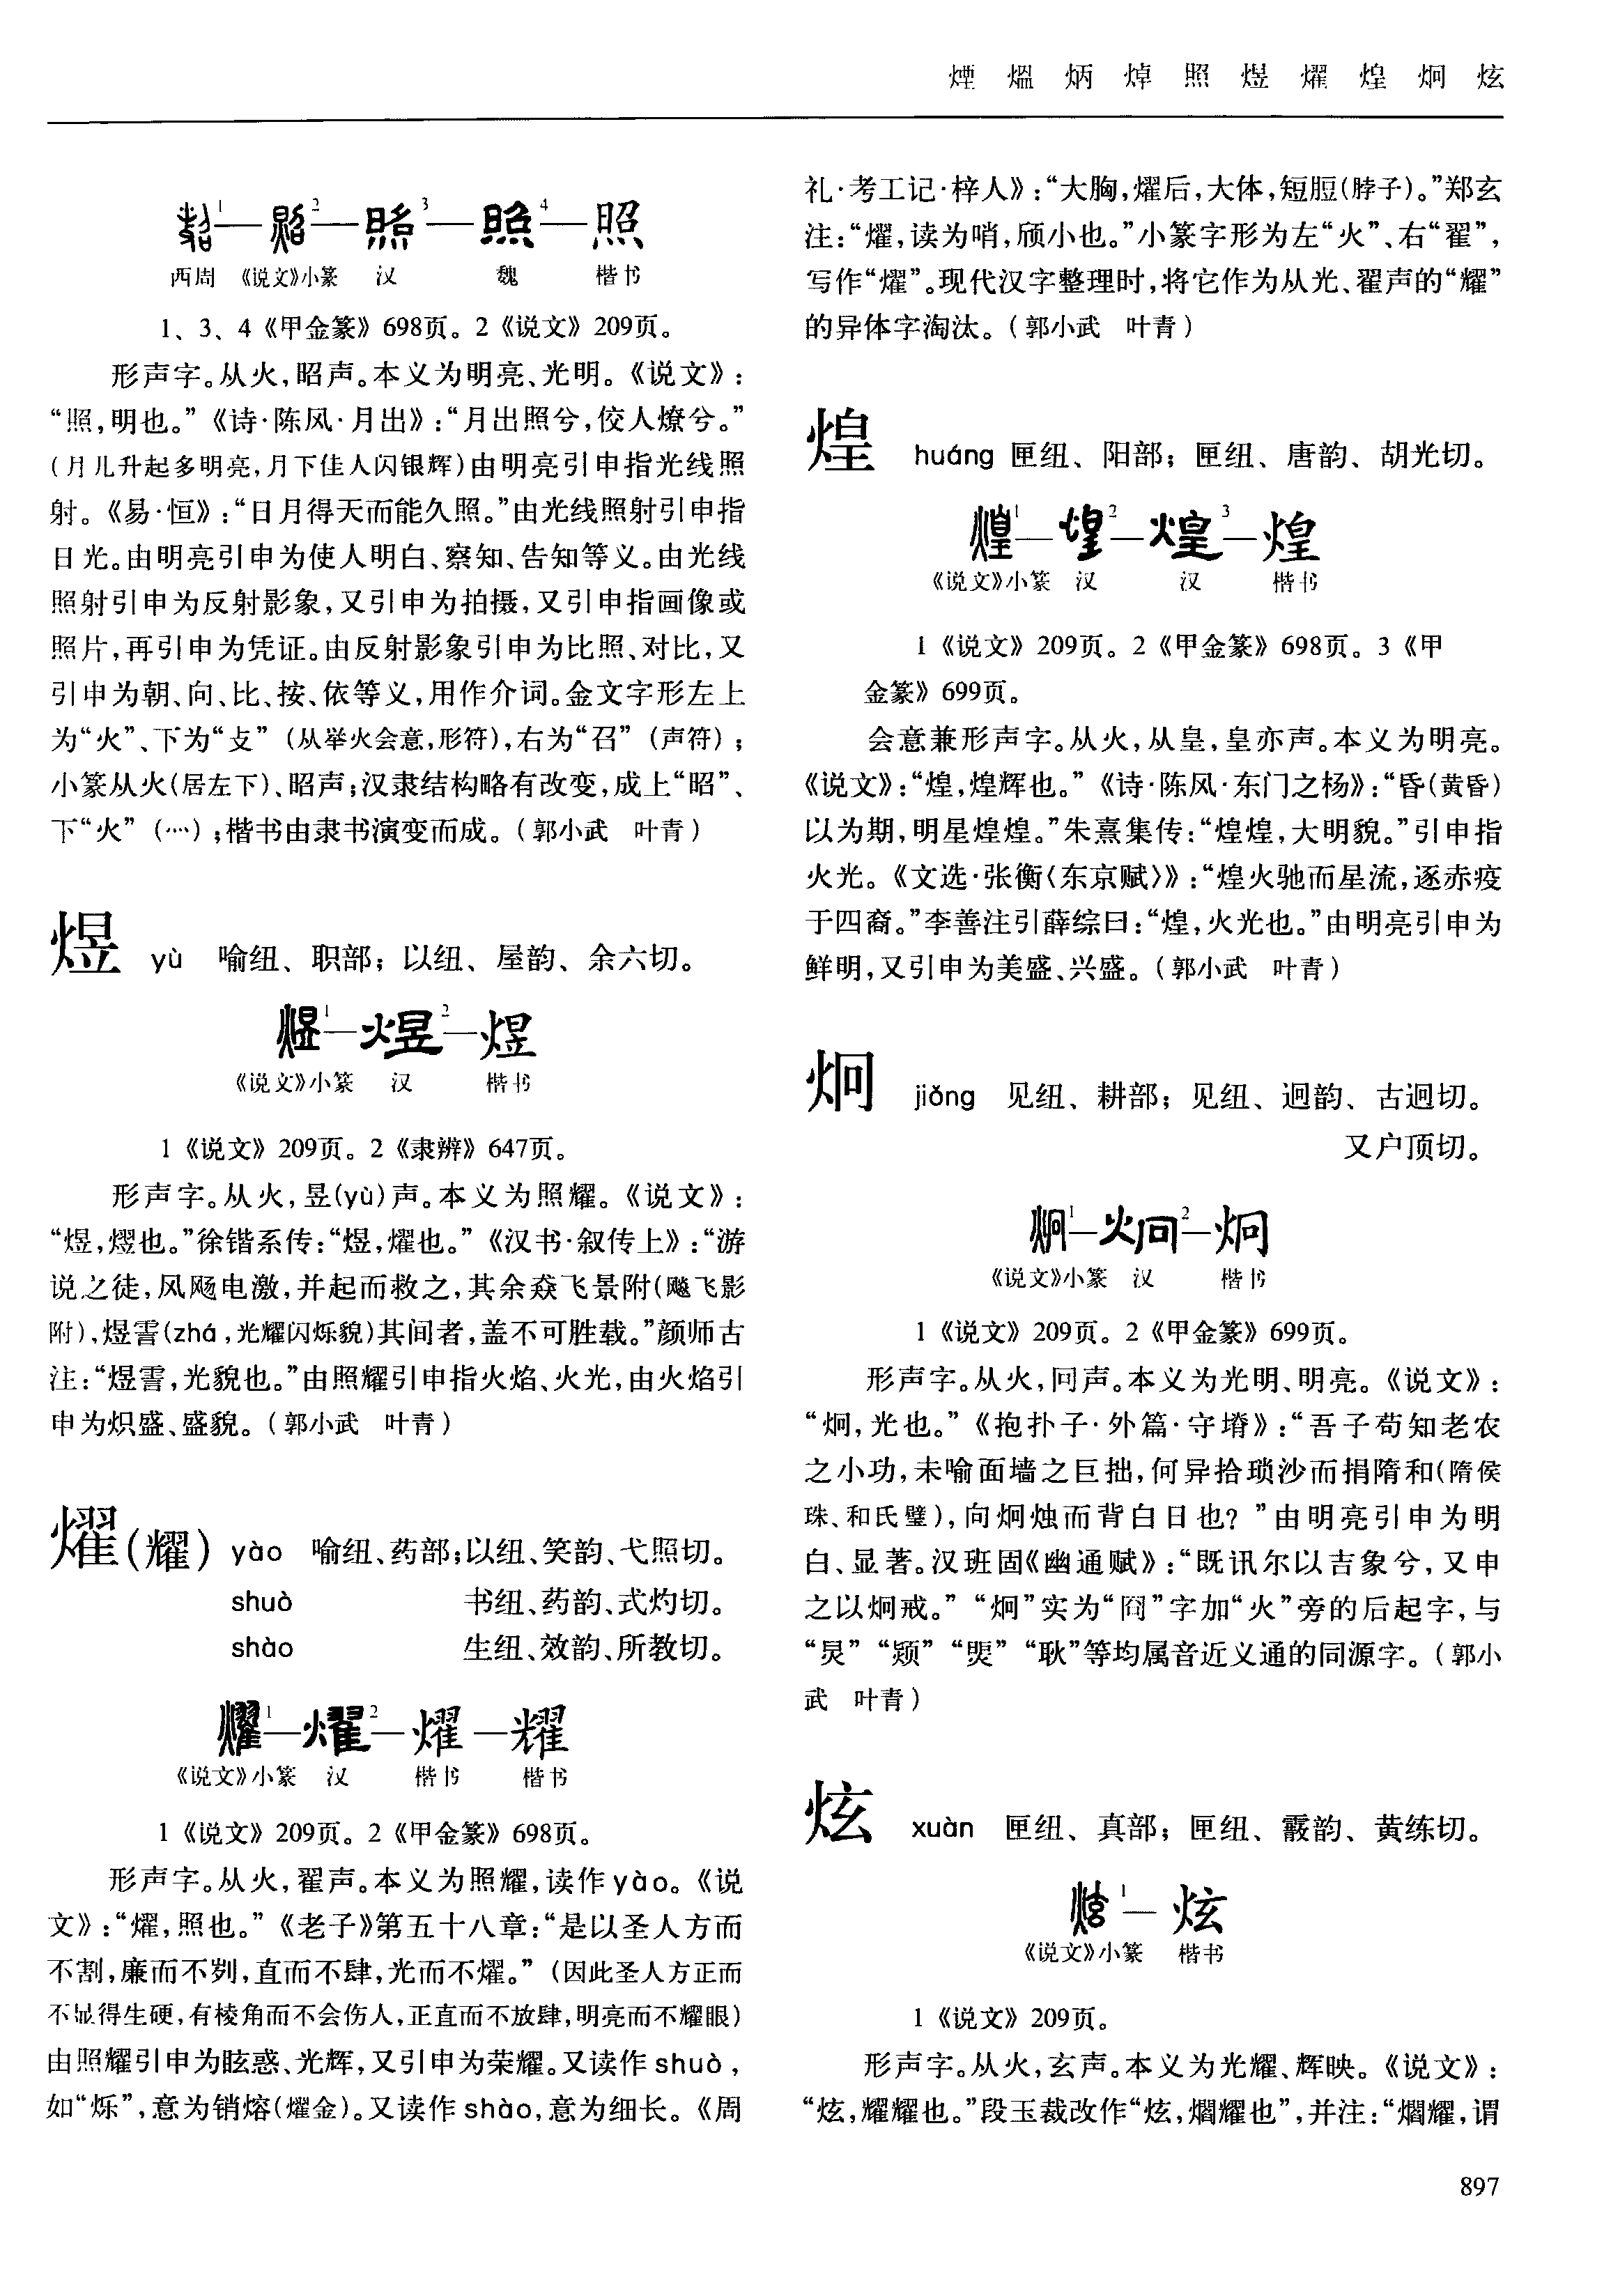 煙 熅 炳 焯 照 煜 燿 煌 炯 炫
照
西周 《说文》小篆 汉 魏 楷书
1、3、4《甲金篆》698页。2《说文》209页。
形声字。从火,昭声。本义为明亮、光明。《说文》:
“照,明也。”《诗·陈风·月出》:“月出照兮,佼人燎兮。”
(月儿升起多明亮,月下佳人闪银辉)由明亮引申指光线照
射。《易·恒》:“日月得天而能久照。”由光线照射引申指
日光。由明亮引申为使人明白、察知、告知等义。由光线
照射引申为反射影象,又引申为拍摄,又引申指画像或
照片,再引申为凭证。由反射影象引申为比照、对比,又
引申为朝、向、比、按、依等义,用作介词。金文字形左上
为“火”、下为“攴”(从举火会意,形符),右为“召”(声符);
小篆从火(居左下)、昭声;汉隶结构略有改变,成上“昭”、
下“火”(灬);楷书由隶书演变而成。(郭小武 叶青)
煜 yù 喻纽、职部;以纽、屋韵、余六切。
煜1—煜2—煜
《说文》小篆 汉 楷书
1《说文》209页。2《隶辨》647页。
形声字。从火,昱(yù)声。本义为照耀。《说文》:
“煜,熠也。”徐锴系传:“煜,燿也。”《汉书·叙传上》:“游
说之徒,风飏电激,并起而救之,其余猋飞景附(飚飞影
附),煜霅(zhá,光耀闪烁貌)其间者,盖不可胜载。”颜师古
注:“煜霅,光貌也。”由照耀引申指火焰、火光,由火焰引
申为炽盛、盛貌。(郭小武 叶青)
燿(耀) yào 喻纽、药部;以纽、笑韵、弋照切。
shuò 书纽、药韵、式灼切。
shào 生纽、效韵、所教切。
燿1—燿2—燿—耀
《说文》小篆 汉 楷书 楷书
1《说文》209页。2《甲金篆》698页。
形声字。从火,翟声。本义为照耀,读作yào。《说
文》:“燿,照也。”《老子》第五十八章:“是以圣人方而
不割,廉而不刿,直而不肆,光而不燿。”(因此圣人方正而
不显得生硬,有棱角而不会伤人,正直而不放肆,明亮而不耀眼)
由照耀引申为眩惑、光辉,又引申为荣耀。又读作shuò,
如“烁”,意为销熔(燿金)。又读作shào,意为细长。《周
礼·考工记·梓人》:“大胸,燿后,大体,短脰(脖子)。”郑玄
注:“燿,读为哨,颀小也。”小篆字形为左“火”、右“翟”,
写作“燿”。现代汉字整理时,将它作为从光、翟声的“耀”
的异体字淘汰。(郭小武 叶青)
煌 huáng 匣纽、阳部;匣纽、唐韵、胡光切。
煌1—煌2—煌3—煌
《说文》小篆 汉 汉 楷书
1《说文》209页。2《甲金篆》698页。3《甲
金篆》699页。
会意兼形声字。从火,从皇,皇亦声。本义为明亮。
《说文》:“煌,煌辉也。”《诗·陈风·东门之杨》:“昏(黄昏)
以为期,明星煌煌。”朱熹集传:“煌煌,大明貌。”引申指
火光。《文选·张衡〈东京赋〉》:“煌火驰而星流,逐赤疫
于四裔。”李善注引薛综曰:“煌,火光也。”由明亮引申为
鲜明,又引申为美盛、兴盛。(郭小武 叶青)
炯 jiǒng 见纽、耕部;见纽、迥韵、古迥切。
又户顶切。
炯1—炯2—炯
《说文》小篆 汉 楷书
1《说文》209页。2《甲金篆》699页。
形声字。从火,冋声。本义为光明、明亮。《说文》:
“炯,光也。”《抱扑子·外篇·守塉》:“吾子苟知老农
之小功,未喻面墙之巨拙,何异拾琐沙而捐隋和(隋侯
珠、和氏璧),向炯烛而背白日也?”由明亮引申为明
白、显著。汉班固《幽通赋》:“既讯尔以吉象兮,又申
之以炯戒。”“炯”实为“囧”字加“火”旁的后起字,与
“炅”“颎”“煚”“耿”等均属音近义通的同源字。(郭小
武 叶青)
炫 xuàn 匣纽、真部;匣纽、霰韵、黄练切。
炫1—炫
《说文》小篆 楷书
1《说文》209页。
形声字。从火,玄声。本义为光耀、辉映。《说文》:
“炫,耀耀也。”段玉裁改作“炫,爓耀也”,并注:“爓耀,谓
897